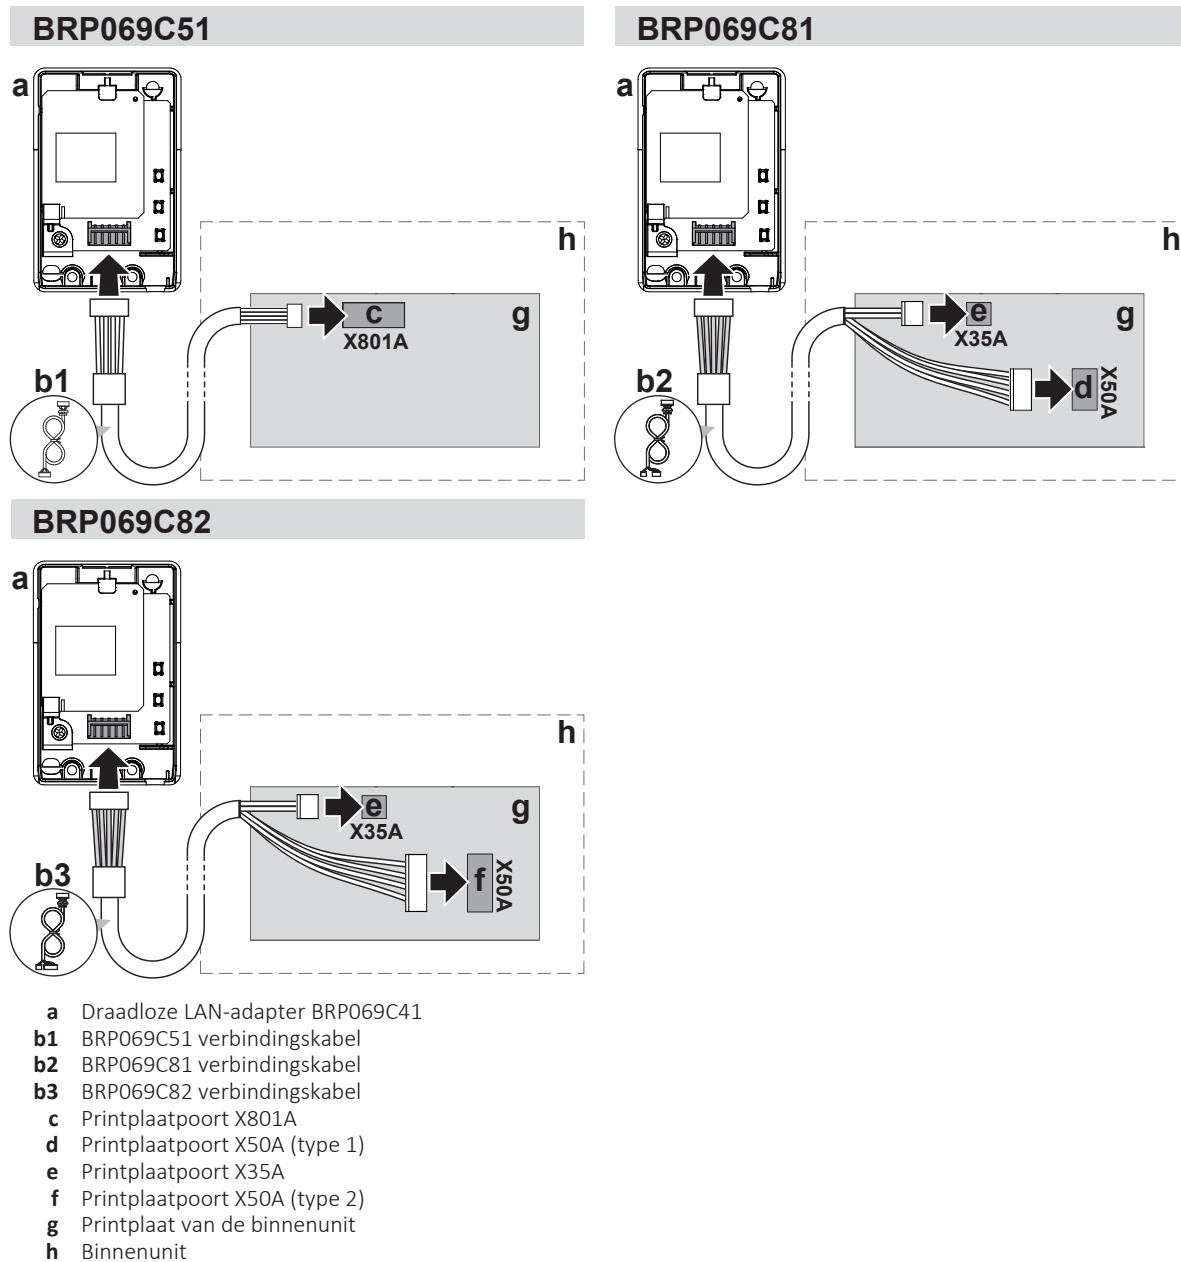 BRP069C51
a
h
c
g
X801A
b1
BRP069C81
a
h
e
g
X35A
d
X50A
b2
BRP069C82
a
h
e
g
X35A
f
X50A
b3
a Draadloze LAN-adapter BRP069C41
b1 BRP069C51 verbindingskabel
b2 BRP069C81 verbindingskabel
b3 BRP069C82 verbindingskabel
c Printplaatpoort X801A
d Printplaatpoort X50A (type 1)
e Printplaatpoort X35A
f Printplaatpoort X50A (type 2)
g Printplaat van de binnenunit
h Binnenunit